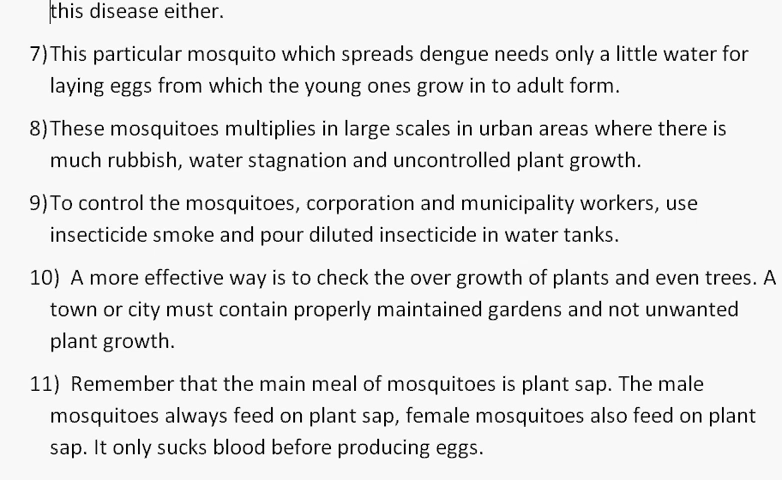 this disease either.
7)This particular mosquito which spreads dengue needs only a little water for
laying eggs from which the young ones grow in to adult form.
8)These mosquitoes multiplies in large scales in urban areas where there is
much rubbish, water stagnation and uncontrolled plant growth.
9)To control the mosquitoes, corporation and municipality workers, use
insecticide smoke and pour diluted insecticide in water tanks.
10) A more effective way is to check the over growth of plants and even trees. A
town or city must contain properly maintained gardens and not unwanted
plant growth.
11) Remember that the main meal of mosquitoes is plant sap. The male
mosquitoes always feed on plant sap, female mosquitoes also feed on plant
sap. It only sucks blood before producing eggs.